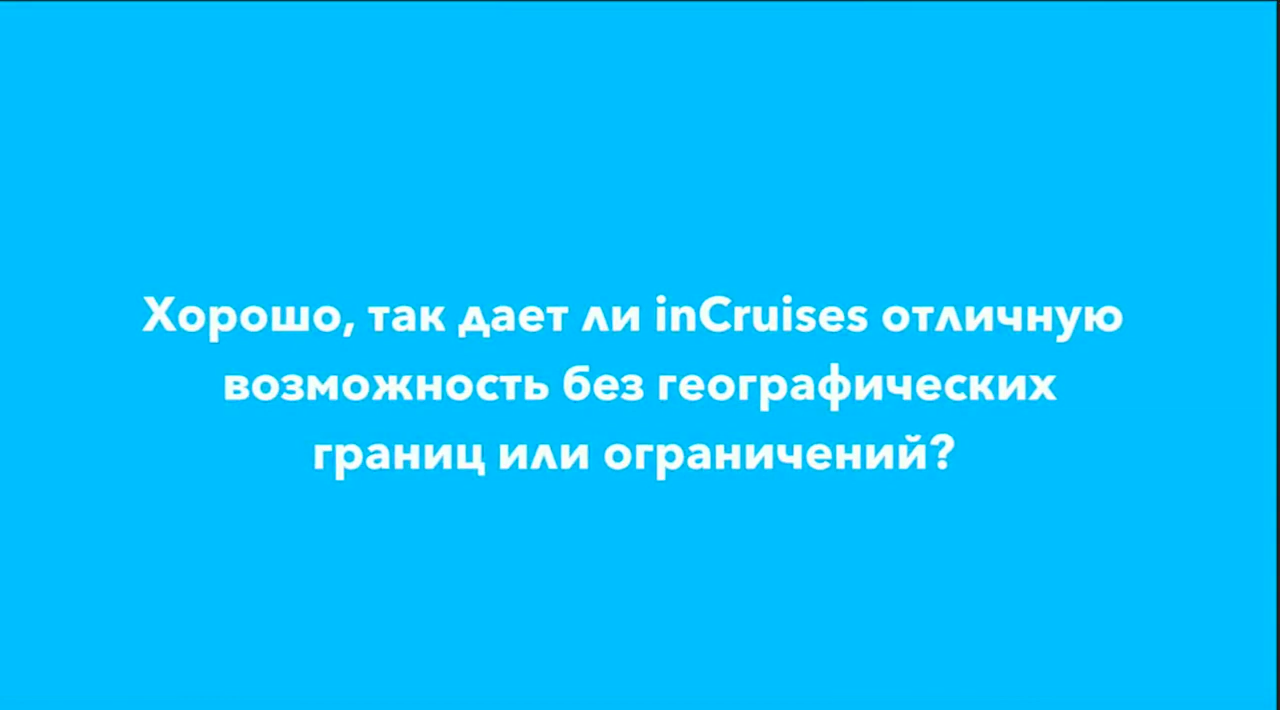 Хорошо, так дает ли inCruises отличную
возможность без географических
границ или ограничений?